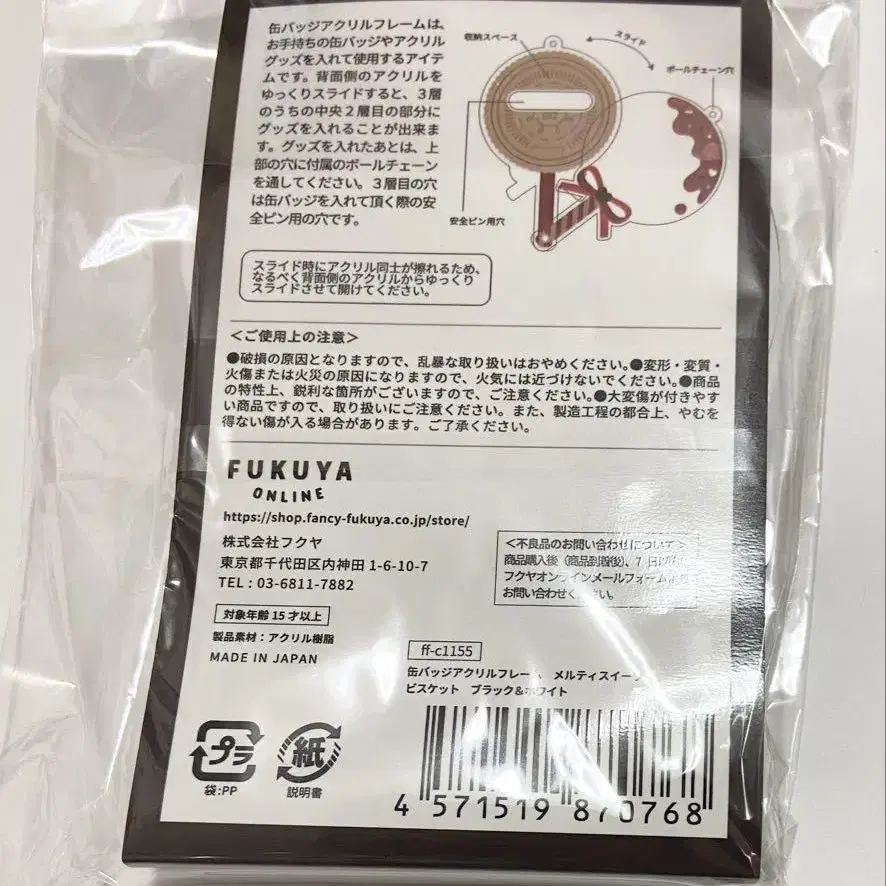 缶バッジアクリルフレームは、
お手持ちの缶バッジやアクリル
グッズを入れて使用するアイテ
ムです。背面側のアクリルを
ゆっくりスライドすると、3層
のうちの中央2層目の部分に
グッズを入れることが出来ま
す。グッズを入れたあとは、上
部の穴に付属のボールチェーン
を通してください。3層目の穴
は缶バッジを入れて頂く際の安
全ピン用の穴です。
収納スペース
スライド
ボールチェーン穴
安全ピン用穴
スライド時にアクリル同士が擦れるため、
なるべく背面側のアクリルからゆっくり
スライドさせて開けてください。
＜ご使用上の注意＞
●破損の原因となりますので、乱暴な取り扱いはおやめください。●変形・変質・
火傷または火災の原因になりますので、火気には近づけないでください。●商品
の特性上、鋭利な箇所がございますので、ご注意ください。●大変傷が付きやす
い商品ですので、取り扱いにご注意ください。また、製造工程の都合上、やむを
得ない傷が入る場合があります。ご了承ください。
FUKUYA
ONLINE
https://shop.fancy-fukuya.co.jp/store/
株式会社フクヤ
東京都千代田区内神田 1-6-10-7
TEL : 03-6811-7882
＜不良品のお問い合わせについて＞
商品購入後（商品到着後）、7日以内
フクヤオンラインメールフォームより
お問い合わせください。
対象年齢 15 才以上
製品素材：アクリル樹脂
MADE IN JAPAN
ff-c1155
缶バッジアクリルフレーム メルティスイーツ
ビスケット ブラック&ホワイト
プラ
袋:PP
紙
説明書
4 571519 870768